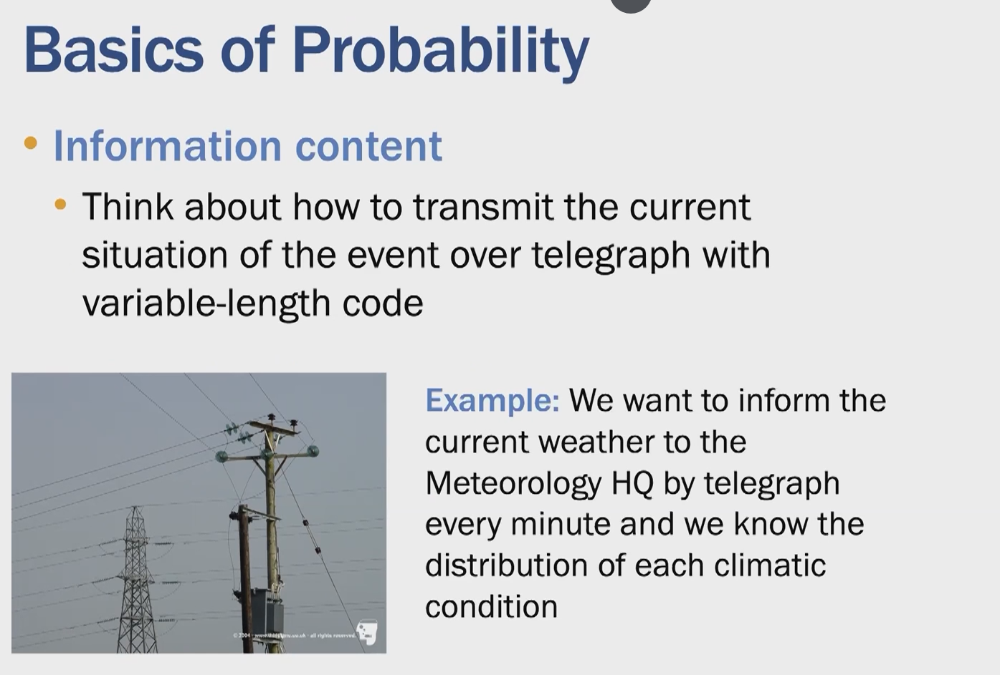 Basics of Probability
• Information content
• Think about how to transmit the current
situation of the event over telegraph with
variable-length code
Example: We want to inform the
current weather to the
Meteorology HQ by telegraph
every minute and we know the
distribution of each climatic
condition
© 2004 - www. .co.uk - all rights reserved.